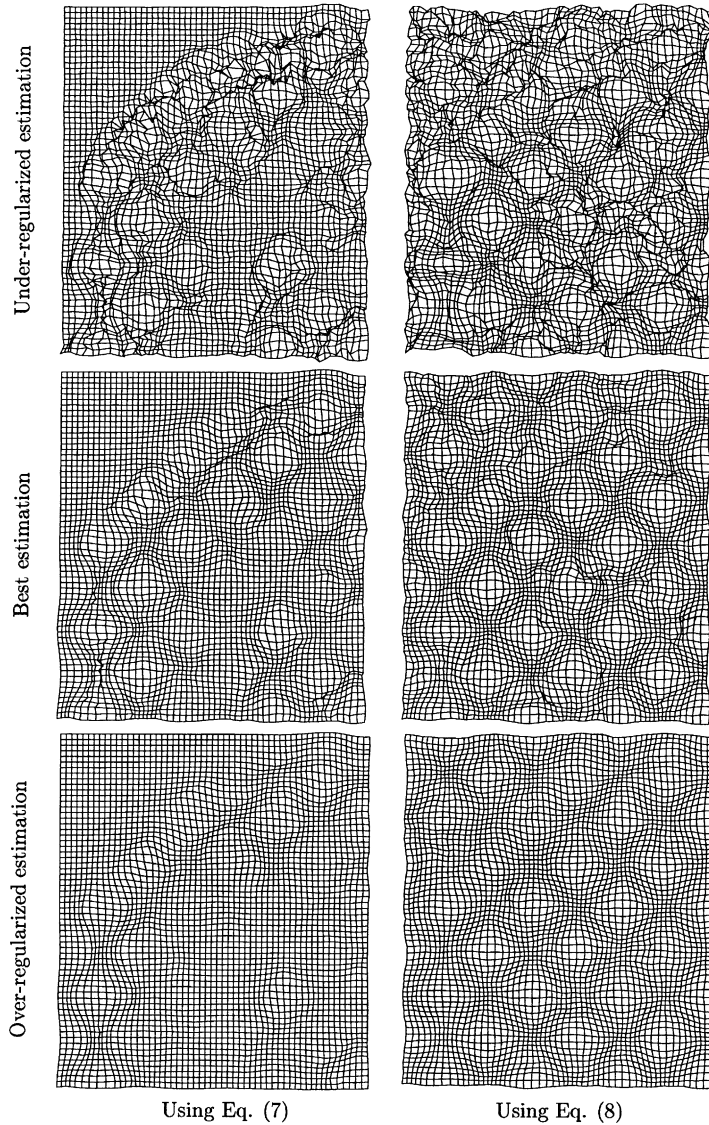 Under-regularized estimation
Best estimation
Over-regularized estimation
Using Eq. (7)
Using Eq. (8)